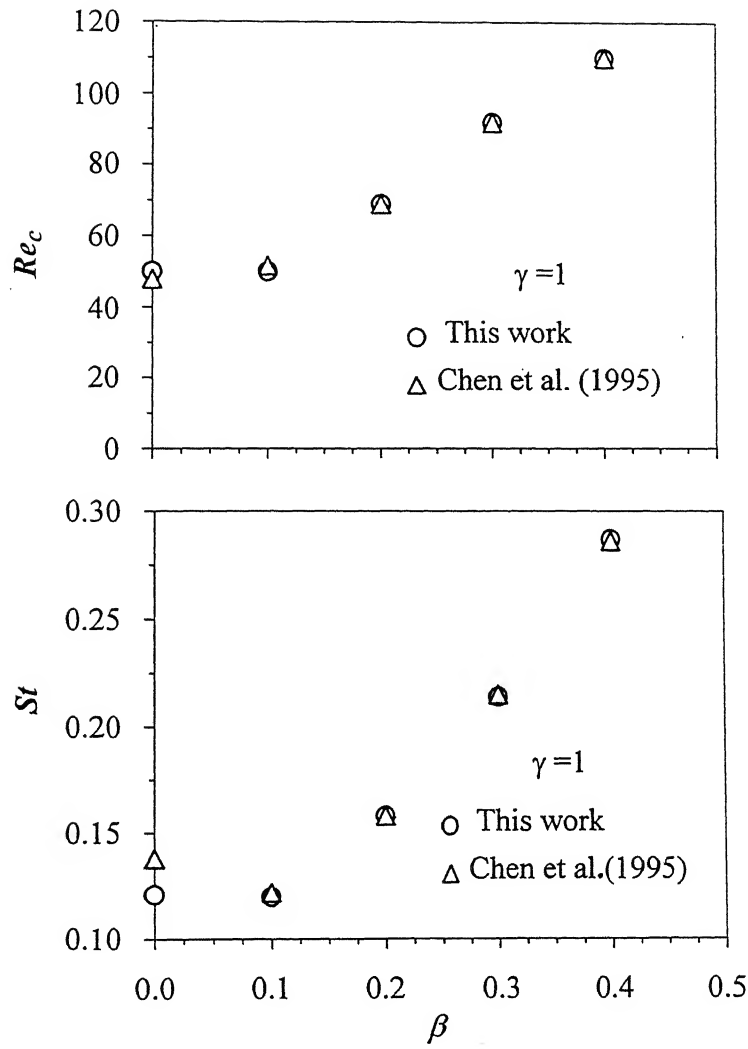 120
100
80
60
40
20
0
Re_c
γ =1
This work
Chen et al. (1995)
0.30
0.25
0.20
0.15
0.10
St
γ =1
This work
Chen et al.(1995)
0.0 0.1 0.2 0.3 0.4 0.5
β